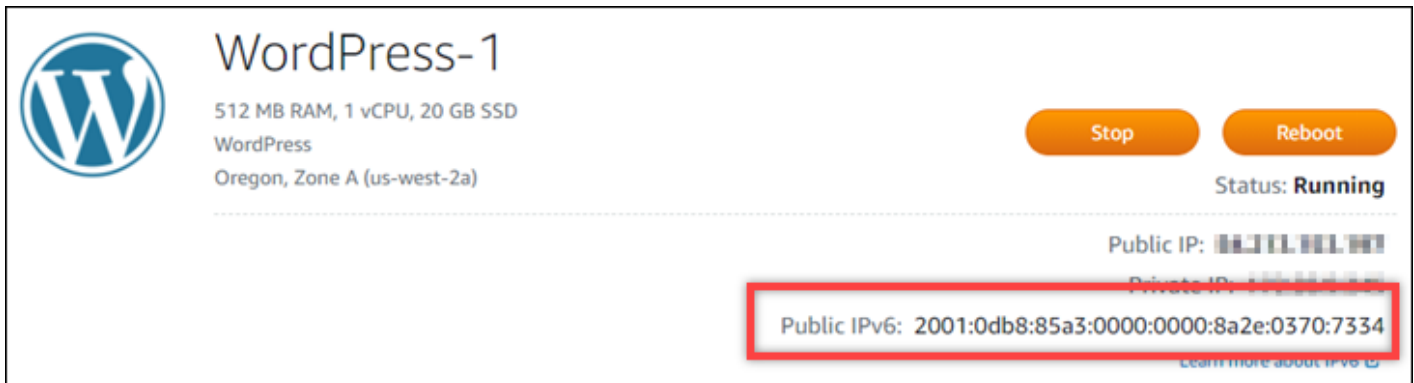 WordPress-1
512 MB RAM, 1 vCPU, 20 GB SSD
WordPress
Oregon, Zone A (us-west-2a)
Stop
Reboot
Status: Running
Public IP:
Private IP:
Public IPv6: 2001:0db8:85a3:0000:0000:8a2e:0370:7334
Learn more about IPv6